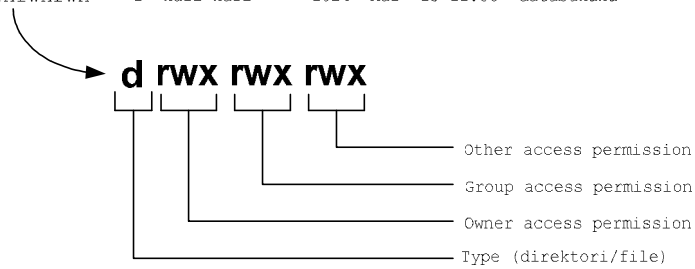 d rwx rwx rwx
Other access permission
Group access permission
Owner access permission
Type (direktori/file)